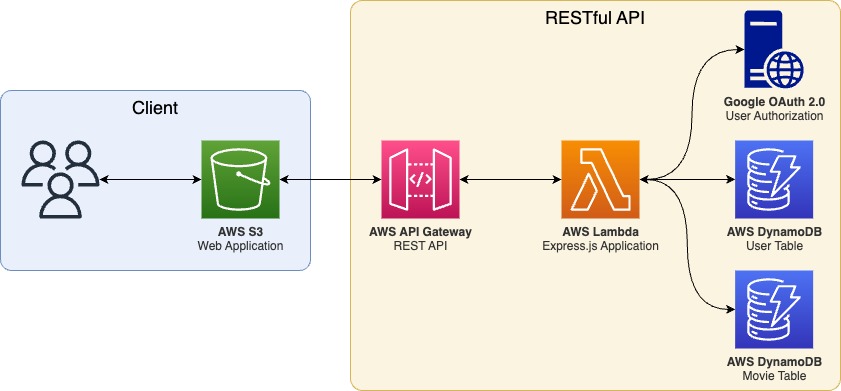 RESTful API
Client
</>
Google OAuth 2.0
User Authorization
AWS S3
Web Application
AWS API Gateway
REST API
AWS Lambda
Express.js Application
AWS DynamoDB
User Table
AWS DynamoDB
Movie Table